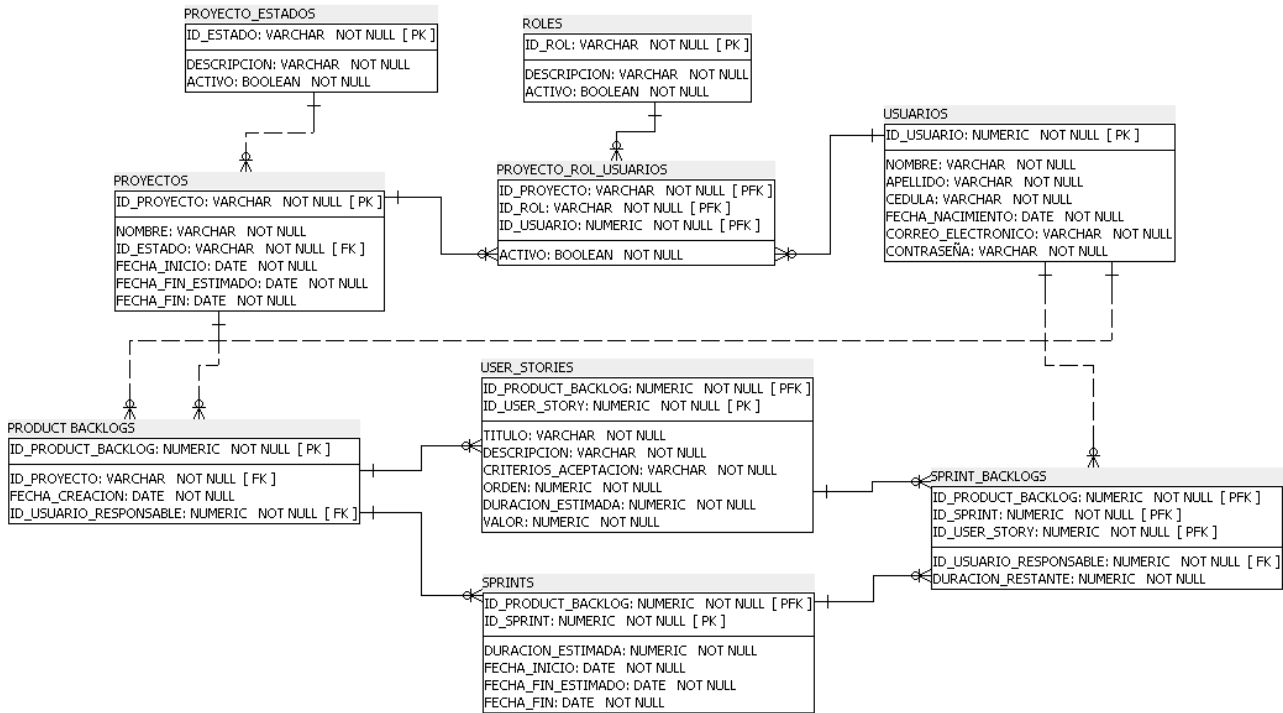 PROYECTO_ESTADOS
ID_ESTADO: VARCHAR NOT NULL [ PK ]
DESCRIPCION: VARCHAR NOT NULL
ACTIVO: BOOLEAN NOT NULL
ROLES
ID_ROL: VARCHAR NOT NULL [ PK ]
DESCRIPCION: VARCHAR NOT NULL
ACTIVO: BOOLEAN NOT NULL
USUARIOS
ID_USUARIO: NUMERIC NOT NULL [ PK ]
NOMBRE: VARCHAR NOT NULL
APELLIDO: VARCHAR NOT NULL
CEDULA: VARCHAR NOT NULL
FECHA_NACIMIENTO: DATE NOT NULL
CORREO_ELECTRONICO: VARCHAR NOT NULL
CONTRASEÑA: VARCHAR NOT NULL
PROYECTOS
ID_PROYECTO: VARCHAR NOT NULL [ PK ]
NOMBRE: VARCHAR NOT NULL
ID_ESTADO: VARCHAR NOT NULL [ FK ]
FECHA_INICIO: DATE NOT NULL
FECHA_FIN_ESTIMADO: DATE NOT NULL
FECHA_FIN: DATE NOT NULL
PROYECTO_ROL_USUARIOS
ID_PROYECTO: VARCHAR NOT NULL [ PFK ]
ID_ROL: VARCHAR NOT NULL [ PFK ]
ID_USUARIO: NUMERIC NOT NULL [ PFK ]
ACTIVO: BOOLEAN NOT NULL
PRODUCT BACKLOGS
ID_PRODUCT_BACKLOG: NUMERIC NOT NULL [ PK ]
ID_PROYECTO: VARCHAR NOT NULL [ FK ]
FECHA_CREACION: DATE NOT NULL
ID_USUARIO_RESPONSABLE: NUMERIC NOT NULL [ FK ]
USER_STORIES
ID_PRODUCT_BACKLOG: NUMERIC NOT NULL [ PFK ]
ID_USER_STORY: NUMERIC NOT NULL [ PK ]
TITULO: VARCHAR NOT NULL
DESCRIPCION: VARCHAR NOT NULL
CRITERIOS_ACEPTACION: VARCHAR NOT NULL
ORDEN: NUMERIC NOT NULL
DURACION_ESTIMADA: NUMERIC NOT NULL
VALOR: NUMERIC NOT NULL
SPRINT_BACKLOGS
ID_PRODUCT_BACKLOG: NUMERIC NOT NULL [ PFK ]
ID_SPRINT: NUMERIC NOT NULL [ PFK ]
ID_USER_STORY: NUMERIC NOT NULL [ PFK ]
ID_USUARIO_RESPONSABLE: NUMERIC NOT NULL [ FK ]
DURACION_RESTANTE: NUMERIC NOT NULL
SPRINTS
ID_PRODUCT_BACKLOG: NUMERIC NOT NULL [ PFK ]
ID_SPRINT: NUMERIC NOT NULL [ PK ]
DURACION_ESTIMADA: NUMERIC NOT NULL
FECHA_INICIO: DATE NOT NULL
FECHA_FIN_ESTIMADO: DATE NOT NULL
FECHA_FIN: DATE NOT NULL